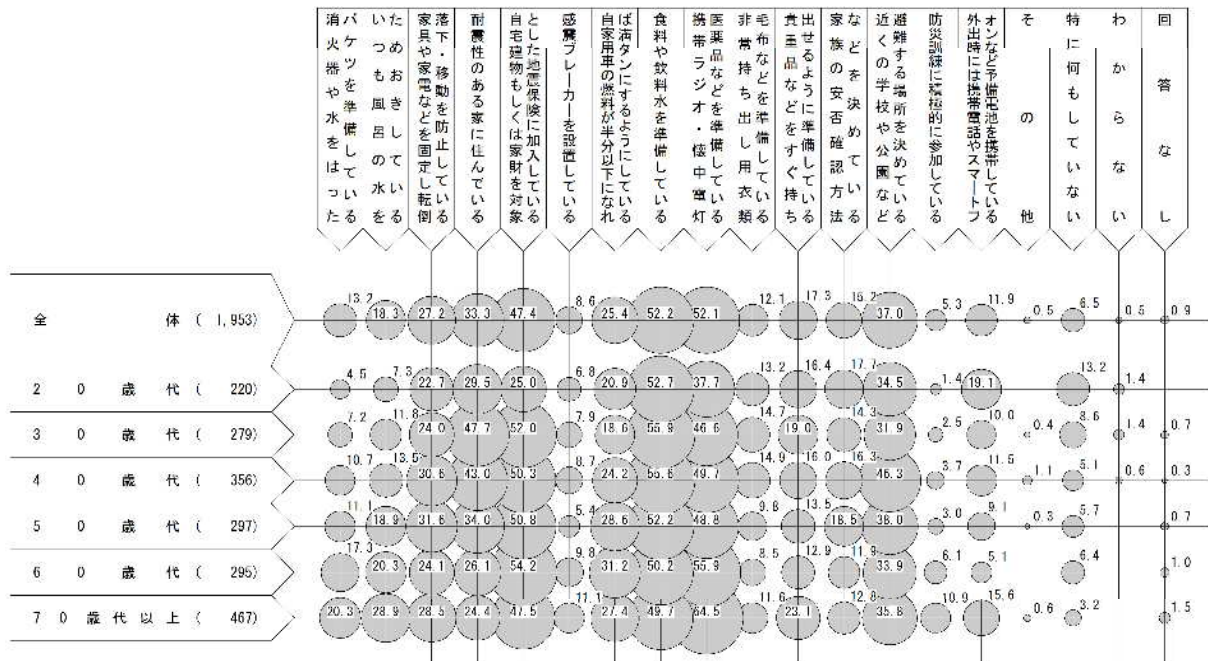 消火器や水をはった
バケツを準備している
いつも風呂の水を
ためおきしている
家具や家電などを固定し転倒
落下・移動を防止している
耐震性のある家に住んでいる
自宅建物もしくは家財を対象
とした地震保険に加入している
感震ブレーカーを設置している
自家用車の燃料が半分以下になれ
ば満タンにするようにしている
食料や飲料水を準備している
携帯ラジオ・懐中電灯
医薬品などを準備している
非常持ち出し用衣類
毛布などを準備している
貴重品などをすぐ持ち
出せるように準備している
家族の安否確認方法
などを決めている
近くの学校や公園など
避難する場所を決めている
防災訓練に積極的に参加している
外出時には携帯電話やスマートフ
ォンなど予備電池を携帯している
その他
特に何もしていない
わからない
回答なし
全体 ( 1,953) 13.2 18.3 27.2 33.3 47.4 8.6 25.4 52.2 52.1 12.1 17.3 16.2 37.0 5.3 11.9 0.5 6.5 0.5 0.9
20歳代 ( 220) 4.5 7.3 22.7 29.5 25.0 6.8 20.9 52.7 37.7 13.2 16.4 17.7 34.5 1.4 19.1 13.2 1.4
30歳代 ( 279) 7.2 11.8 24.0 47.7 52.0 7.9 18.6 55.9 46.6 14.7 19.0 14.3 31.9 2.5 10.0 0.4 8.6 1.4 0.7
40歳代 ( 356) 10.7 13.5 30.6 43.0 50.3 8.7 24.2 55.6 49.7 14.9 16.0 16.3 46.3 3.7 11.5 1.1 5.1 0.6 0.3
50歳代 ( 297) 11.1 18.9 31.6 34.0 50.8 5.4 28.6 52.2 48.8 9.8 13.5 18.5 38.0 3.0 9.1 0.3 5.7 0.7
60歳代 ( 295) 17.3 20.3 24.1 26.1 54.2 9.8 31.2 50.2 55.9 8.5 12.9 11.9 33.9 6.1 5.1 6.4 1.0
70歳代以上 ( 467) 20.3 28.9 28.5 24.4 47.5 11.1 27.4 49.7 64.5 11.6 23.1 12.8 35.8 10.9 15.6 0.6 3.2 1.5